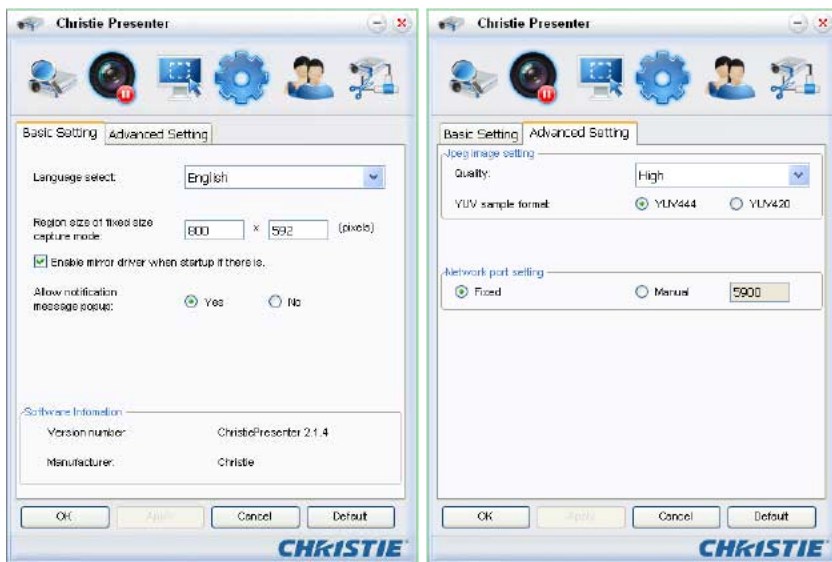 Christie Presenter
Basic Setting Advanced Setting
Language select: English
Region size of fixed size
capture mode: 800 x 592 (pixels)
Enable mirror driver when startup if there is.
Allow notification
message popup: Yes No
Software Infomation
Version number: ChristiePresenter 2.1.4
Manufacturer: Christie
OK Apply Cancel Default
CHRISTIE
Christie Presenter
Basic Setting Advanced Setting
Jpeg image setting
Quality: High
YUV sample format: YUV444 YUV420
Network port setting
Fixed Manual 5900
OK Apply Cancel Default
CHRISTIE